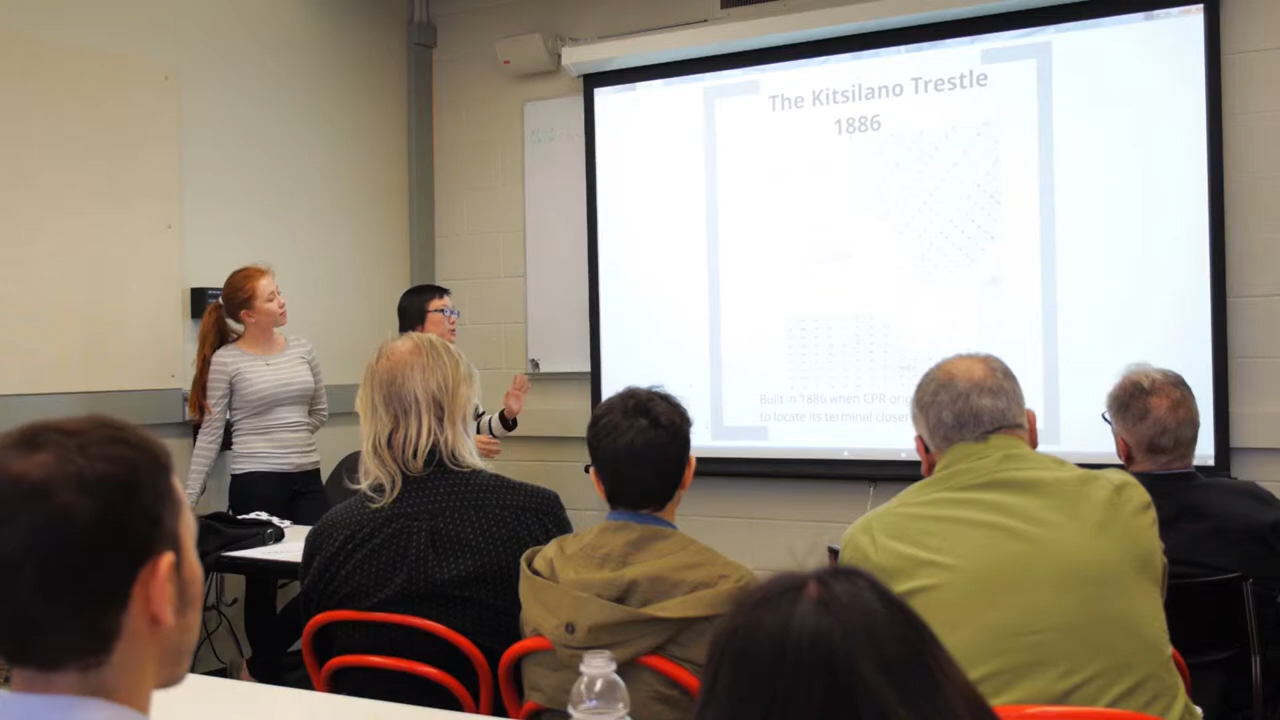 The Kitsilano Trestle
1886
Built in 1886 when CPR orig
to locate its terminal closer